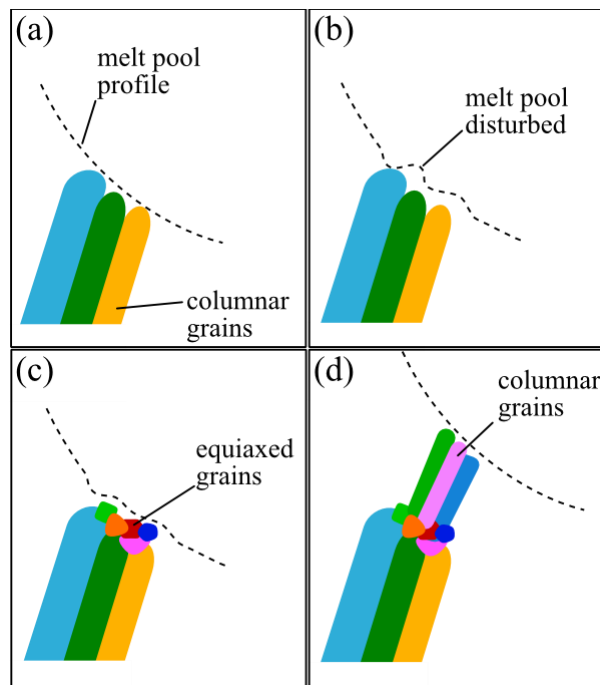 (a)
melt pool
profile
columnar
grains
(b)
melt pool
disturbed
(c)
equiaxed
grains
(d)
columnar
grains